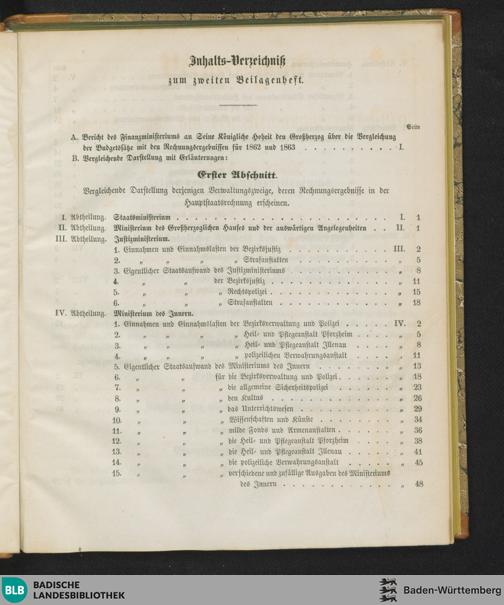 Inhalts-Verzeichniß
zum zweiten Beilagenheft.
Seite
A. Bericht des Finanzministeriums an Seine Königliche Hoheit den Großherzog über die Vergleichung
der Budgetsätze mit den Rechnungsergebnissen für 1862 und 1863 . . . . . . . . . . I.
B. Vergleichende Darstellung mit Erläuterungen:
Erster Abschnitt.
Vergleichende Darstellung derjenigen Verwaltungszweige, deren Rechnungsergebnisse in der
Hauptstaatsrechnung erscheinen.
I. Abtheilung. Staatsministerium . . . . . . . . . . I. 1
II. Abtheilung. Ministerium des Großherzoglichen Hauses und der auswärtigen Angelegenheiten . . II. 1
III. Abtheilung. Justizministerium.
1. Einnahmen und Einnahmslasten der Bezirksjustiz . . . . . . . . . . III. 2
2. „ „ „ „ Strafanstalten . . . . . . . . . . „ 5
3. Eigentlicher Staatsaufwand des Justizministeriums . . . . . . . . . . „ 8
4. „ „ der Bezirksjustiz . . . . . . . . . . „ 11
5. „ „ „ Rechtspolizei . . . . . . . . . . „ 15
6. „ „ „ Strafanstalten . . . . . . . . . . „ 18
IV. Abtheilung. Ministerium des Innern.
1. Einnahmen und Einnahmslasten der Bezirksverwaltung und Polizei . . . . . IV. 2
2. „ „ „ „ Heil- und Pflegeanstalt Pforzheim . . . . „ 5
3. „ „ „ „ Heil- und Pflegeanstalt Illenau . . . . „ 8
4. „ „ „ „ polizeilichen Verwahrungsanstalt . . . . „ 11
5. Eigentlicher Staatsaufwand des Ministeriums des Innern . . . . . . . „ 13
6. „ „ für die Bezirksverwaltung und Polizei . . . . . „ 18
7. „ „ „ die allgemeine Sicherheitspolizei . . . . . „ 23
8. „ „ „ den Kultus . . . . . . . . . . „ 26
9. „ „ „ das Unterrichtswesen . . . . . . . . „ 29
10. „ „ „ Wissenschaften und Künste . . . . . . . „ 34
11. „ „ „ milde Fonds und Armenanstalten . . . . . „ 36
12. „ „ „ die Heil- und Pflegeanstalt Pforzheim . . . . „ 38
13. „ „ „ die Heil- und Pflegeanstalt Illenau . . . . . „ 41
14. „ „ „ die polizeiliche Verwahrungsanstalt . . . . . „ 45
15. „ „ „ verschiedene und zufällige Ausgaben des Ministeriums
des Innern . . . . . . . . . . „ 48
BLB BADISCHE
LANDESBIBLIOTHEK
Baden-Württemberg